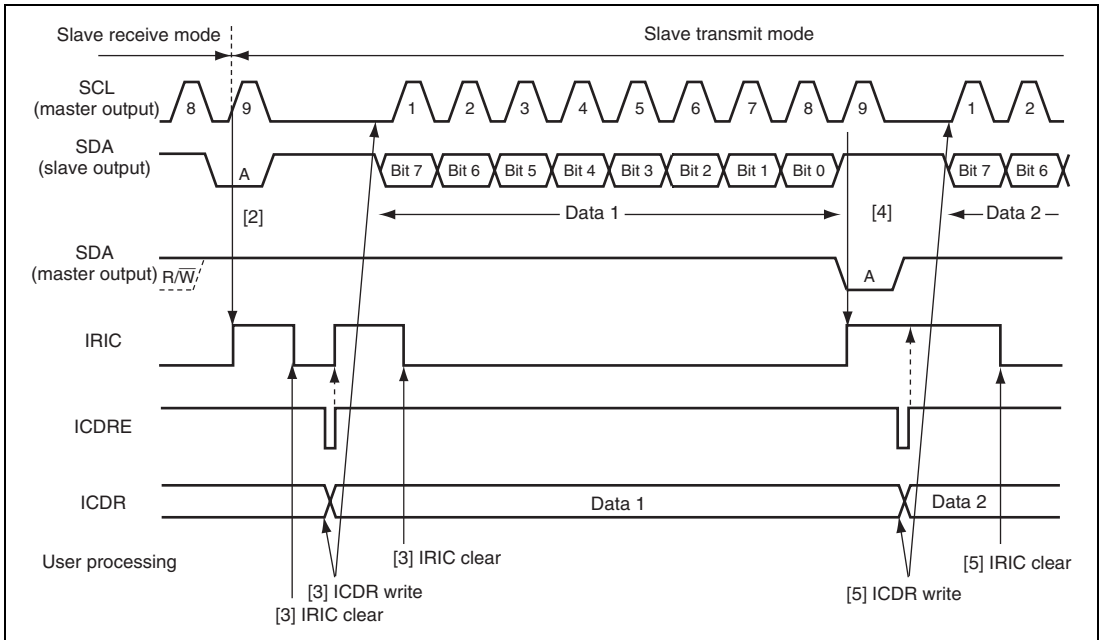 Slave receive mode
Slave transmit mode
SCL
(master output)
8
9
1
2
3
4
5
6
7
8
9
1
2
SDA
(slave output)
A
Bit 7
Bit 6
Bit 5
Bit 4
Bit 3
Bit 2
Bit 1
Bit 0
Bit 7
Bit 6
[2]
Data 1
[4]
Data 2
SDA
(master output)
R/W̅
A
IRIC
ICDRE
ICDR
Data 1
Data 2
User processing
[3] IRIC clear
[5] IRIC clear
[3] ICDR write
[5] ICDR write
[3] IRIC clear